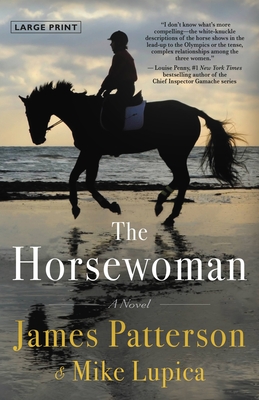 LARGE PRINT
"I don't know what's more
compelling—the white-knuckle
descriptions of the horse shows in the
lead-up to the Olympics or the tense,
complex relationships among the
three women."
— Louise Penny, #1 New York Times
bestselling author of the
Chief Inspector Gamache series
The
Horsewoman
A Novel
James Patterson
& Mike Lupica